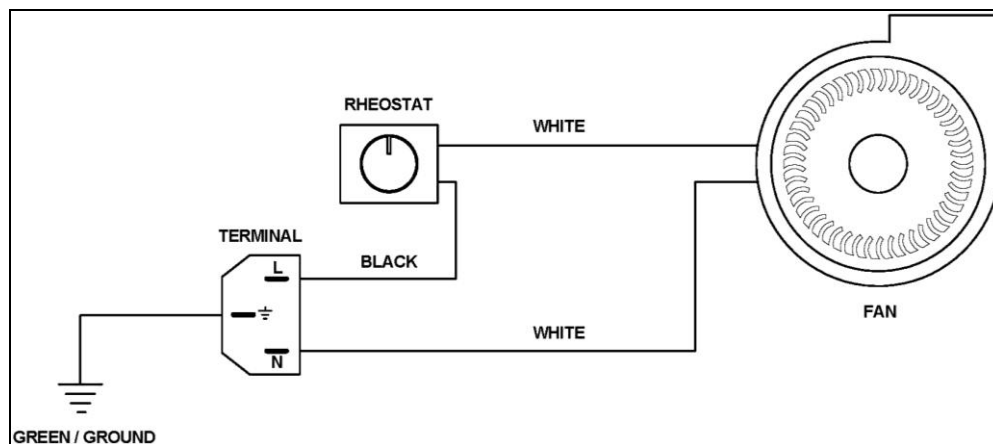 RHEOSTAT
WHITE
TERMINAL
L
BLACK
FAN
WHITE
N
GREEN / GROUND